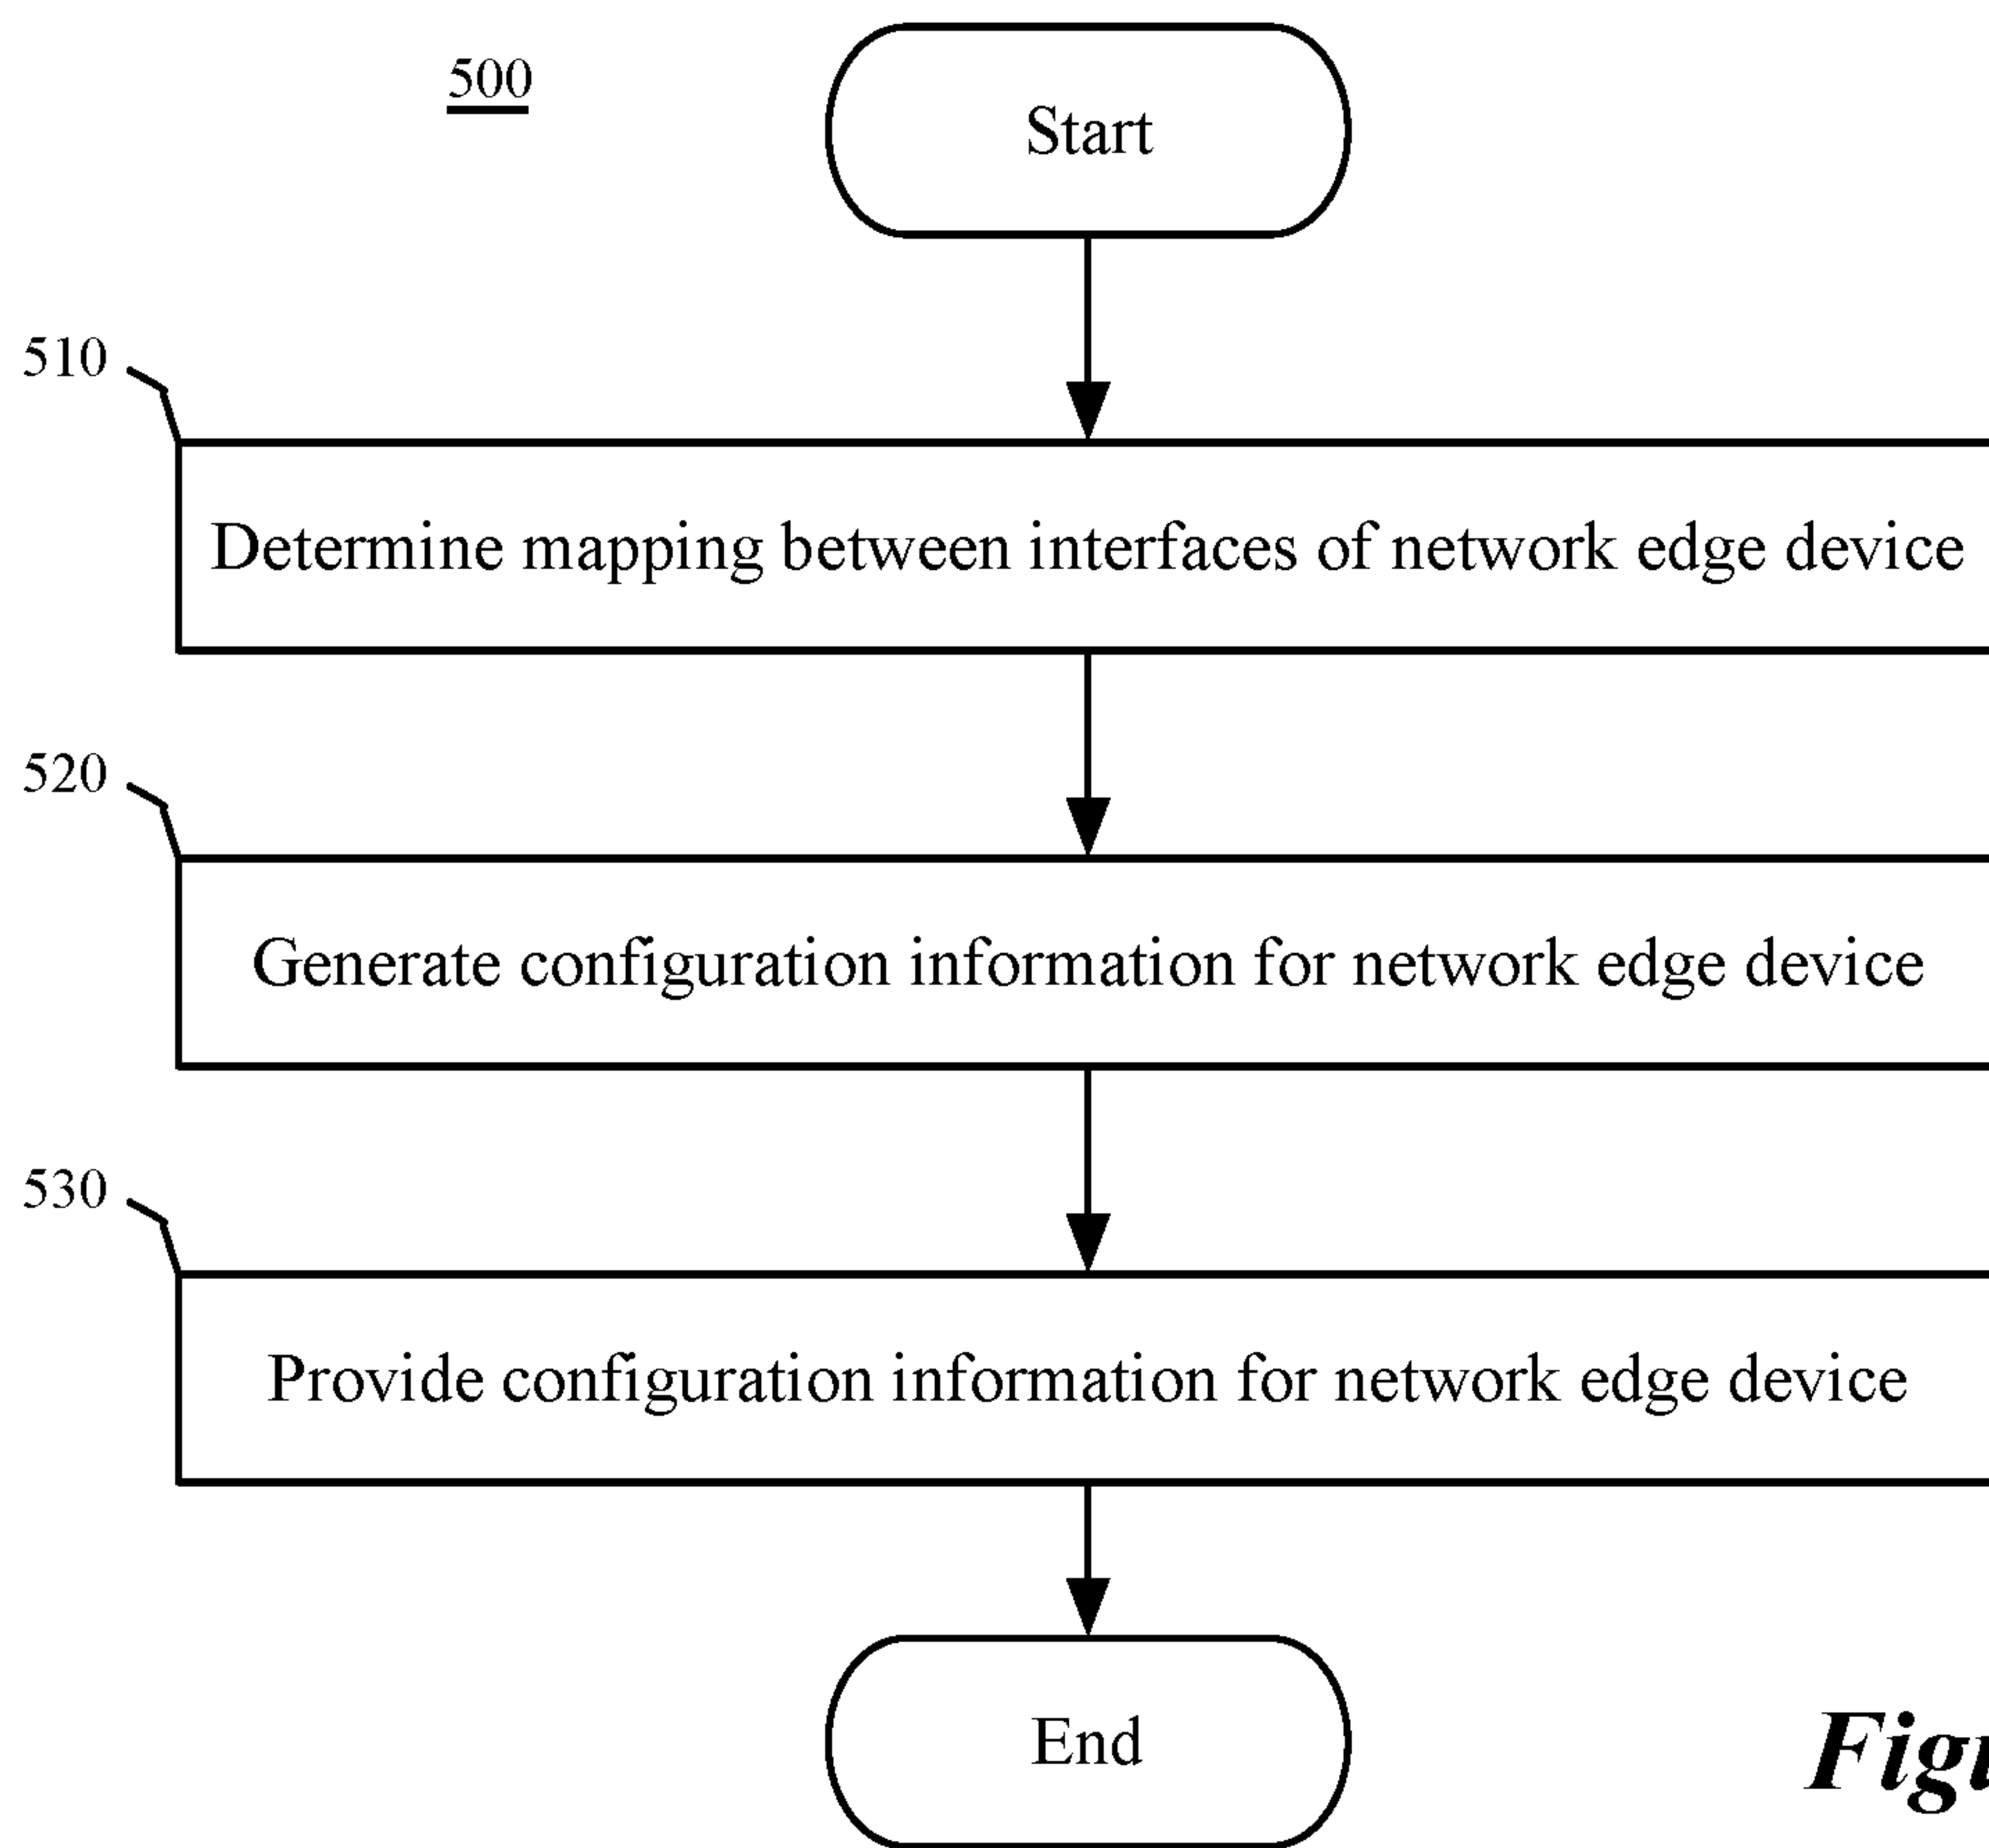 500
Start
510
Determine mapping between interfaces of network edge device
520
Generate configuration information for network edge device
530
Provide configuration information for network edge device
End